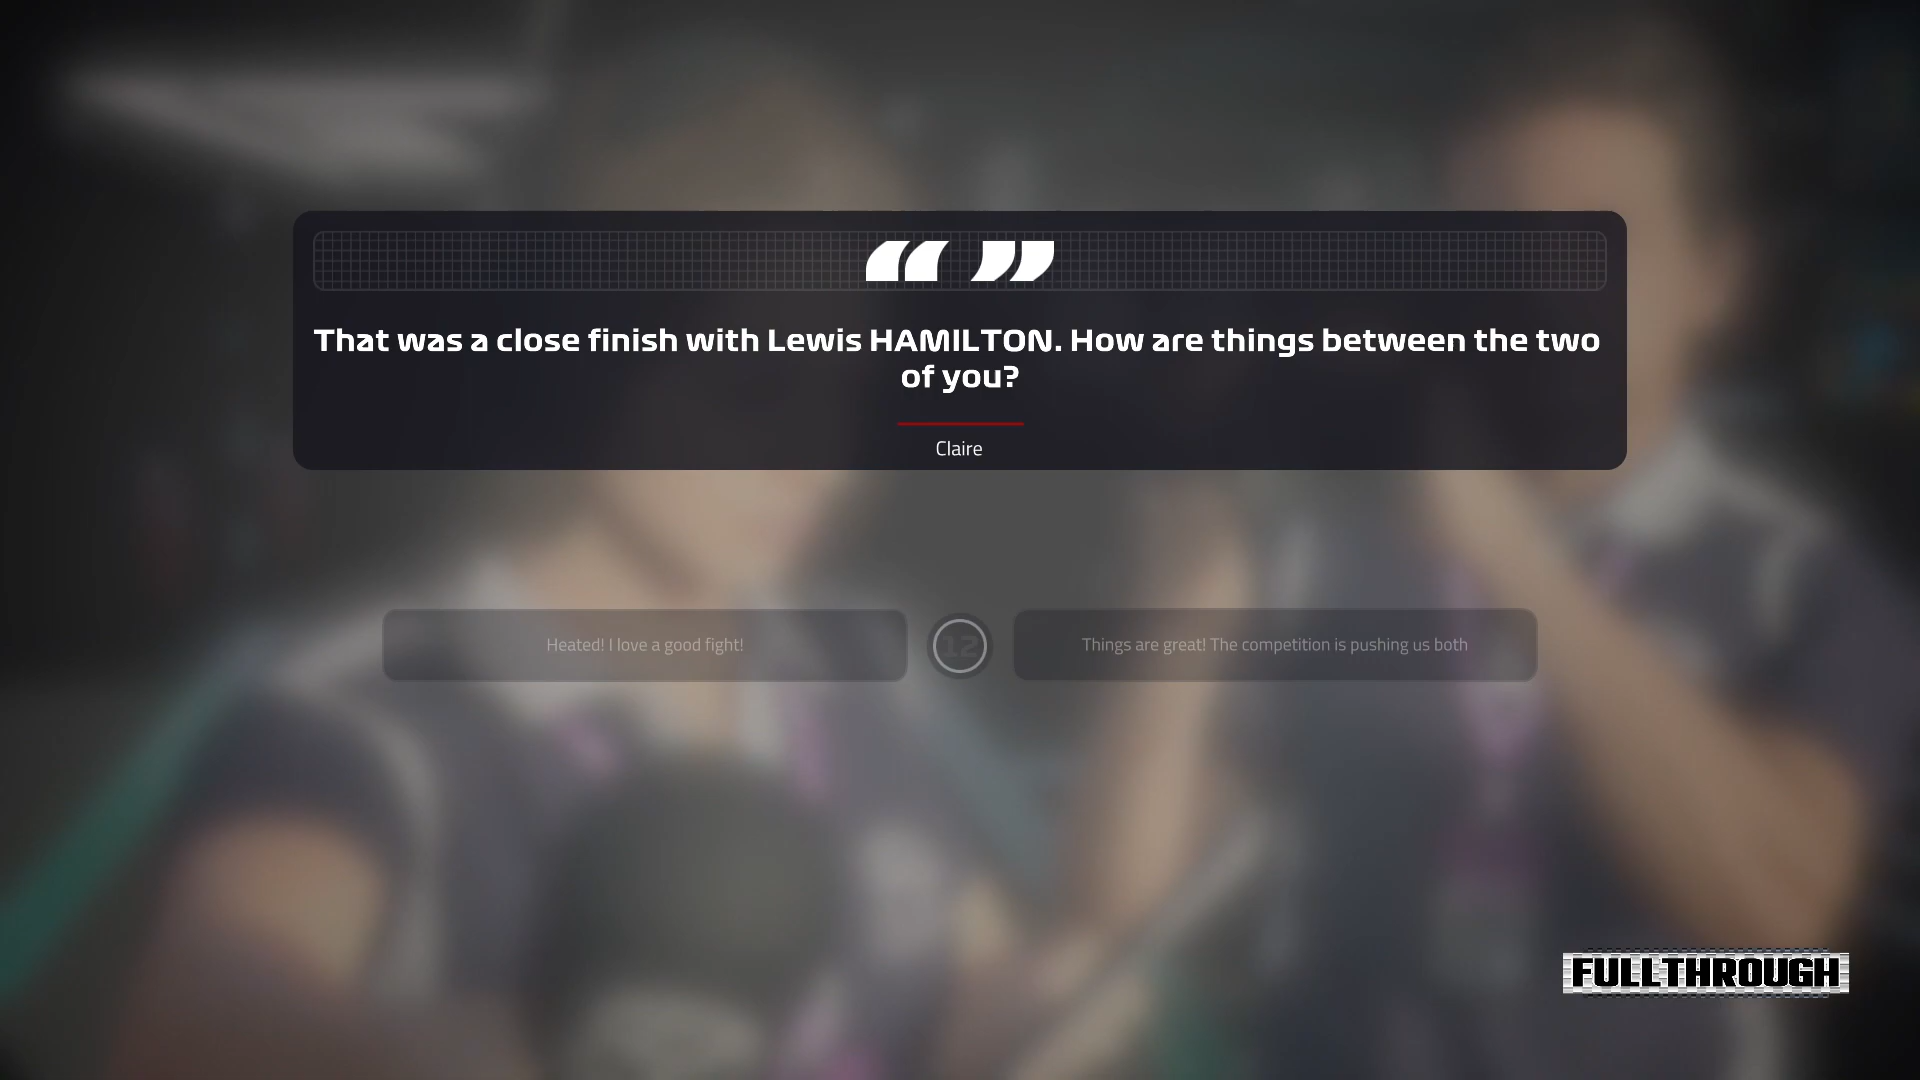 “ ”
That was a close finish with Lewis HAMILTON. How are things between the two
of you?
Claire
Heated! I love a good fight!
12
Things are great! The competition is pushing us both
FULLTHROUGH